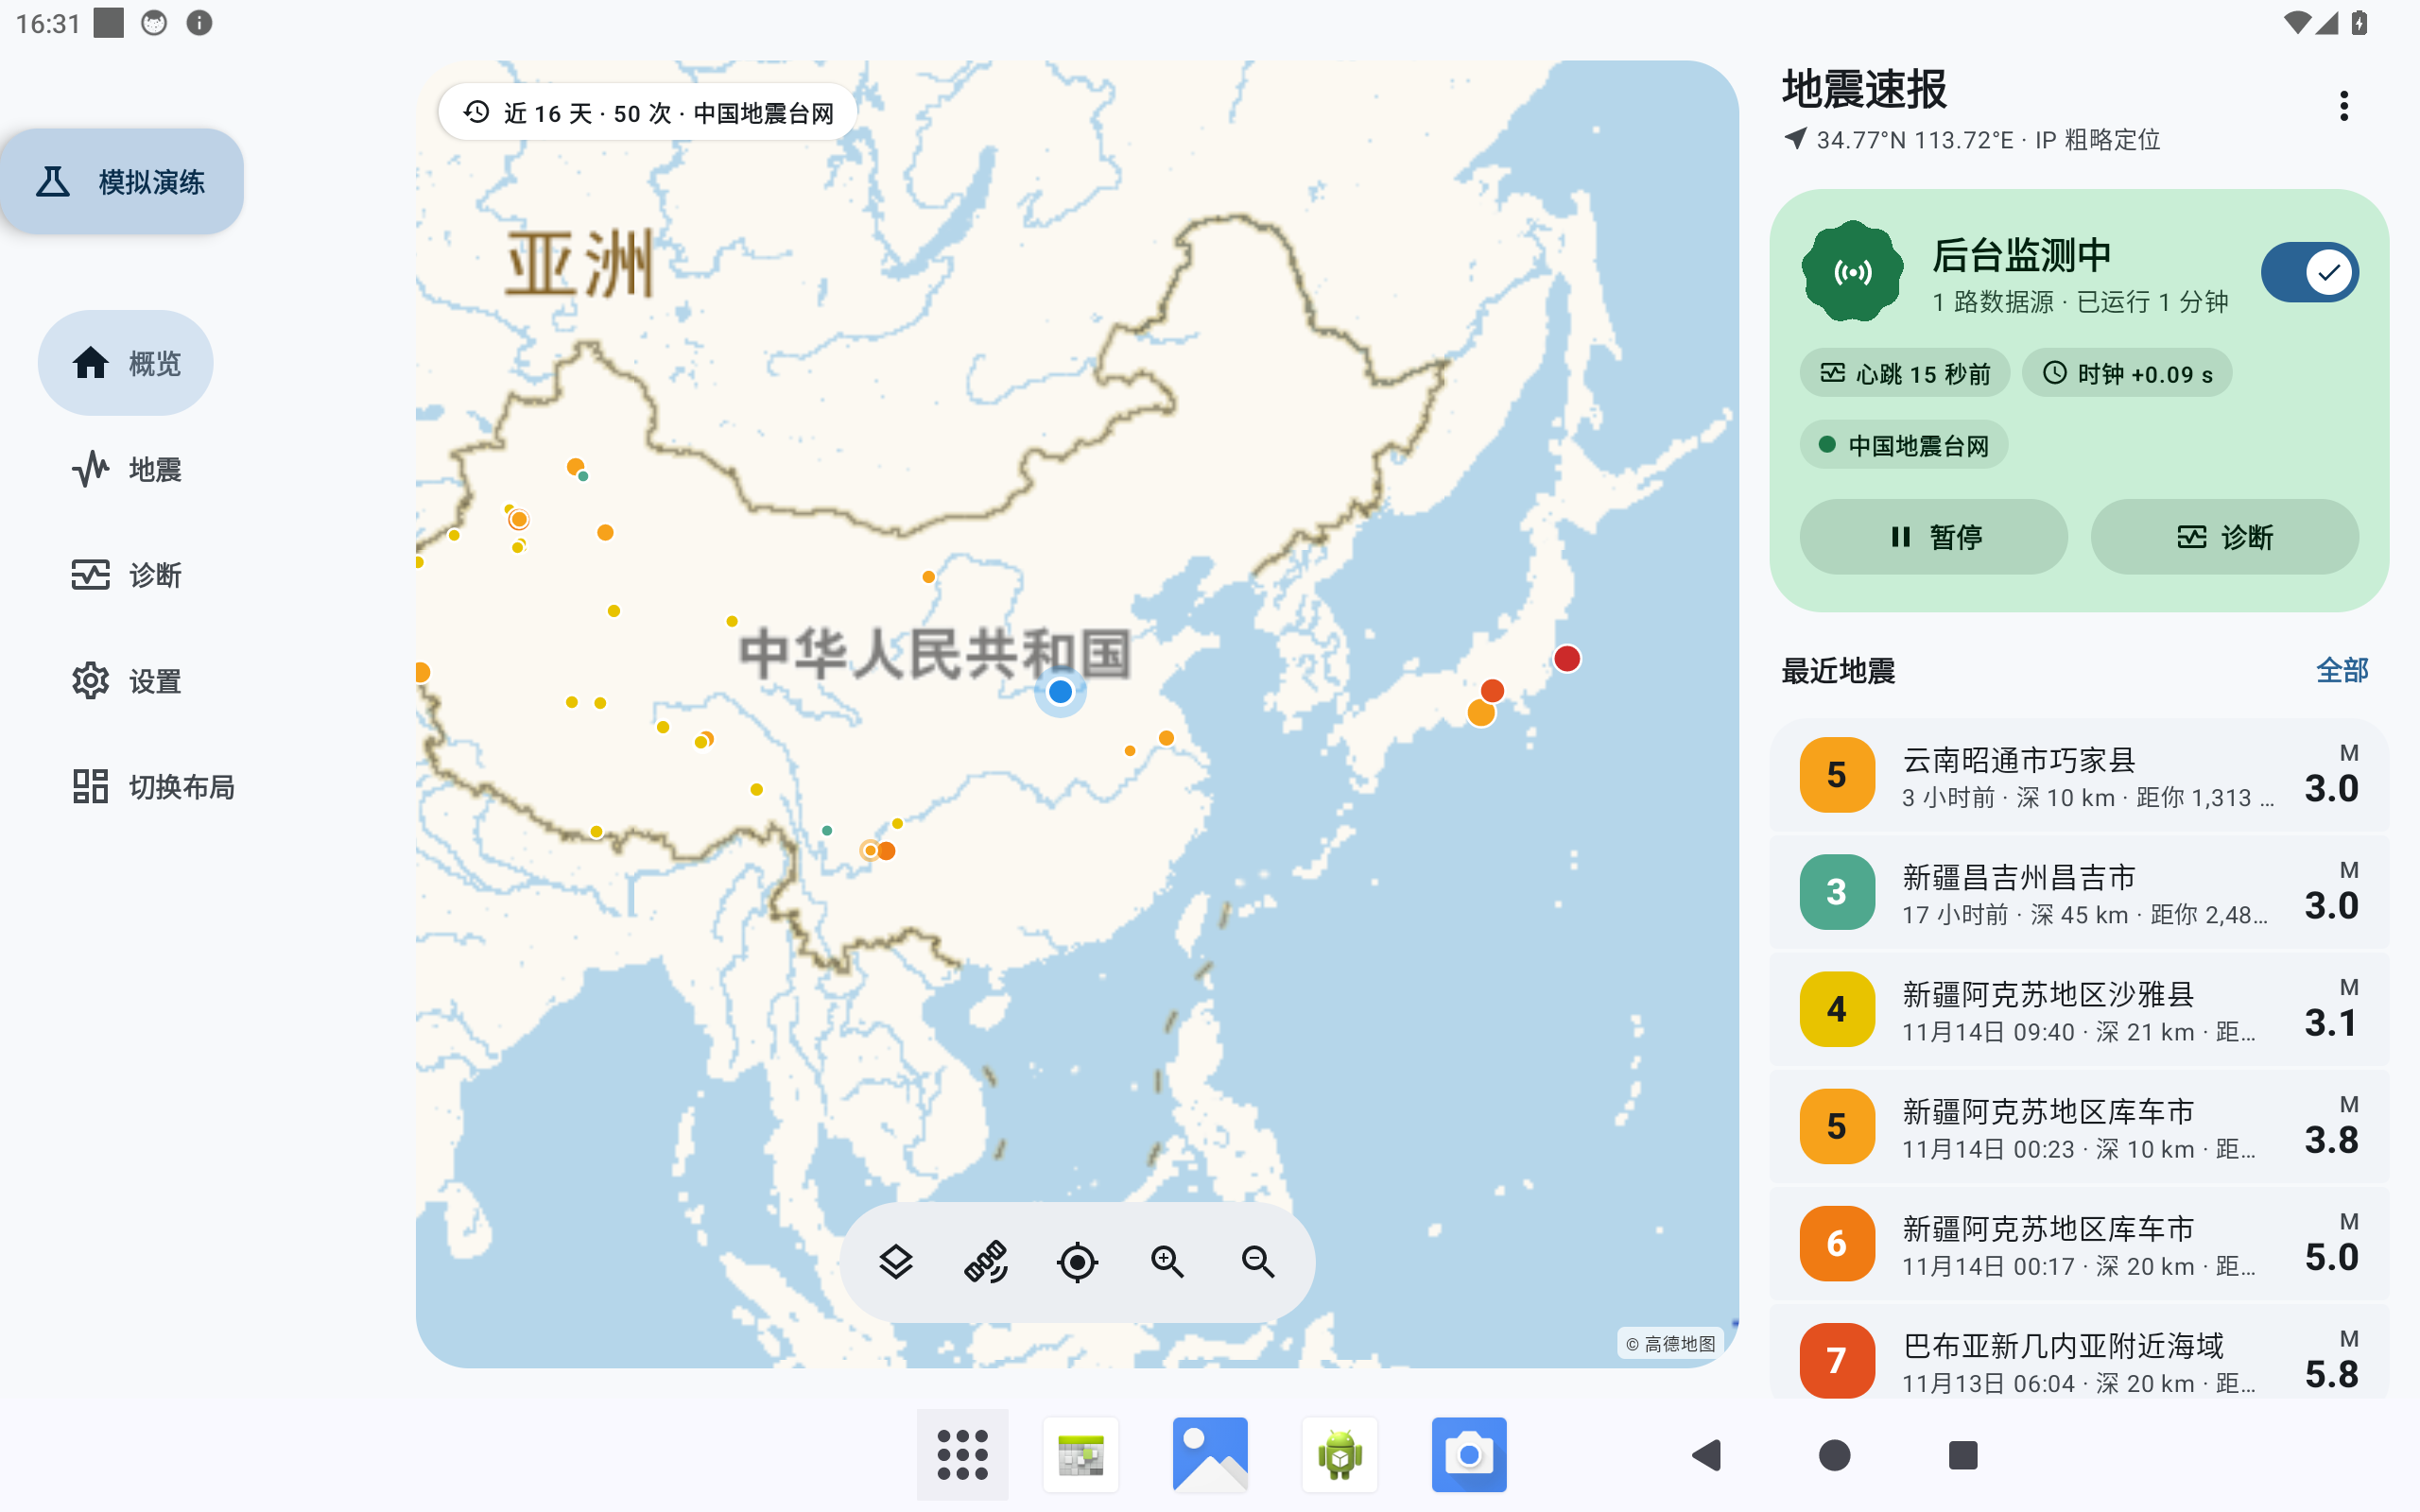 16:31
模拟演练
概览
地震
诊断
设置
切换布局
近 16 天 · 50 次 · 中国地震台网
亚洲
中华人民共和国
© 高德地图
地震速报
34.77°N 113.72°E · IP 粗略定位
后台监测中
1 路数据源 · 已运行 1 分钟
心跳 15 秒前
时钟 +0.09 s
中国地震台网
暂停
诊断
最近地震
全部
5
云南昭通市巧家县
3 小时前 · 深 10 km · 距你 1,313 ...
M
3.0
3
新疆昌吉州昌吉市
17 小时前 · 深 45 km · 距你 2,48...
M
3.0
4
新疆阿克苏地区沙雅县
11月14日 09:40 · 深 21 km · 距...
M
3.1
5
新疆阿克苏地区库车市
11月14日 00:23 · 深 10 km · 距...
M
3.8
6
新疆阿克苏地区库车市
11月14日 00:17 · 深 20 km · 距...
M
5.0
7
巴布亚新几内亚附近海域
11月13日 06:04 · 深 20 km · 距...
M
5.8